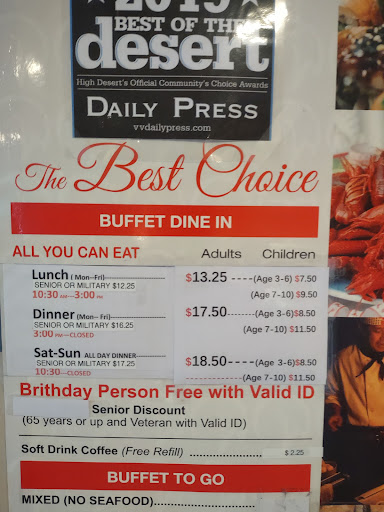 2019
BEST OF THE
desert
High Desert's Official Community's Choice Awards
DAILY PRESS
vvdailypress.com
The Best Choice
BUFFET DINE IN
ALL YOU CAN EAT Adults Children
Lunch (Mon-Fri) $13.25 ----(Age 3-6) $7.50
SENIOR OR MILITARY $12.25
10:30 AM—3:00 PM (Age 7-10) $9.50
Dinner (Mon-Fri) $17.50-----(Age 3-6)$8.50
SENIOR OR MILITARY $16.25 (Age 7-10) $11.50
3:00 PM—CLOSED
Sat-Sun ALL DAY DINNER $18.50----(Age 3-6)$8.50
SENIOR OR MILITARY $17.25
10:30—CLOSED (Age 7-10) $11.50
Brithday Person Free with Valid ID
Senior Discount
(65 years or up and Veteran with Valid ID)
Soft Drink Coffee (Free Refill) $2.25
BUFFET TO GO
MIXED (NO SEAFOOD)